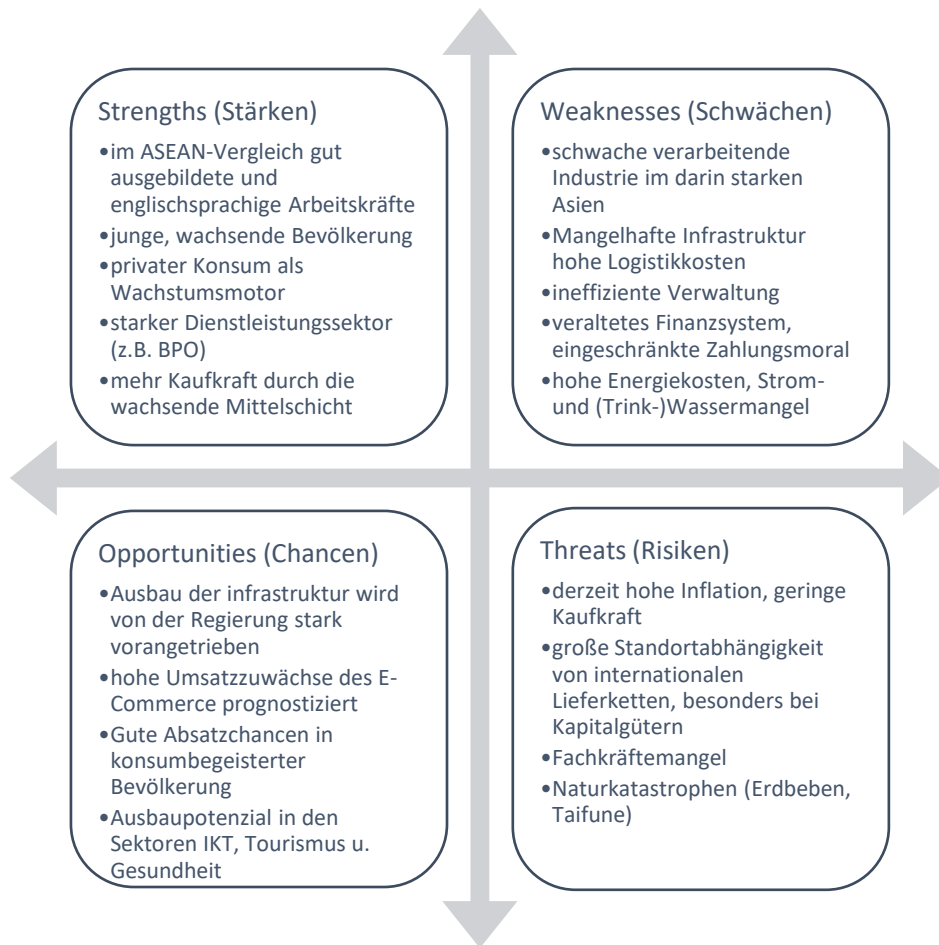 Strengths (Stärken)
•im ASEAN-Vergleich gut
ausgebildete und
englischsprachige Arbeitskräfte
•junge, wachsende Bevölkerung
•privater Konsum als
Wachstumsmotor
•starker Dienstleistungssektor
(z.B. BPO)
•mehr Kaufkraft durch die
wachsende Mittelschicht
Weaknesses (Schwächen)
•schwache verarbeitende
Industrie im darin starken
Asien
•Mangelhafte Infrastruktur
hohe Logistikkosten
•ineffiziente Verwaltung
•veraltetes Finanzsystem,
eingeschränkte Zahlungsmoral
•hohe Energiekosten, Strom-
und (Trink-)Wassermangel
Opportunities (Chancen)
•Ausbau der infrastruktur wird
von der Regierung stark
vorangetrieben
•hohe Umsatzzuwächse des E-
Commerce prognostiziert
•Gute Absatzchancen in
konsumbegeisterter
Bevölkerung
•Ausbaupotenzial in den
Sektoren IKT, Tourismus u.
Gesundheit
Threats (Risiken)
•derzeit hohe Inflation, geringe
Kaufkraft
•große Standortabhängigkeit
von internationalen
Lieferketten, besonders bei
Kapitalgütern
•Fachkräftemangel
•Naturkatastrophen (Erdbeben,
Taifune)